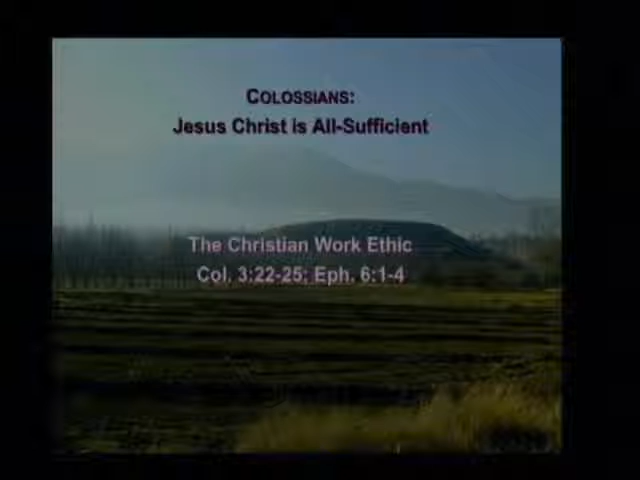 COLOSSIANS:
Jesus Christ is All-Sufficient
The Christian Work Ethic
Col. 3:22-25; Eph. 6:1-4